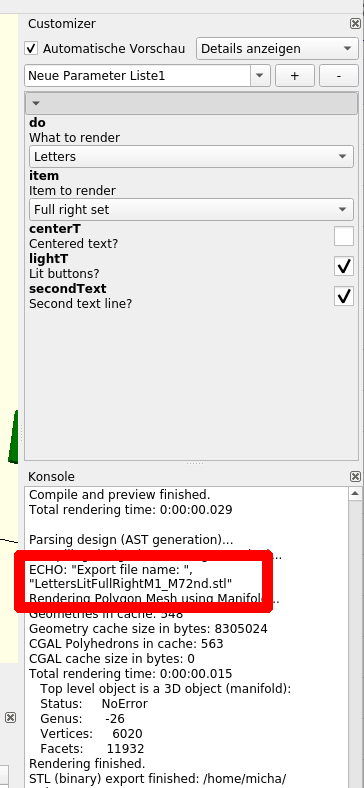 Customizer
Automatische Vorschau Details anzeigen
Neue Parameter Liste1 + -
do
What to render
Letters
item
Item to render
Full right set
centerT
Centered text?
lightT
Lit buttons?
secondText
Second text line?
Konsole
Compile and preview finished.
Total rendering time: 0:00:00.029
Parsing design (AST generation)...
ECHO: "Export file name: ",
"LettersLitFullRightM1_M72nd.stl"
Rendering Polygon Mesh using Manifold...
Geometries in cache: 548
Geometry cache size in bytes: 8305024
CGAL Polyhedrons in cache: 563
CGAL cache size in bytes: 0
Total rendering time: 0:00:00.015
Top level object is a 3D object (manifold):
Status: NoError
Genus: -26
Vertices: 6020
Facets: 11932
Rendering finished.
STL (binary) export finished: /home/micha/